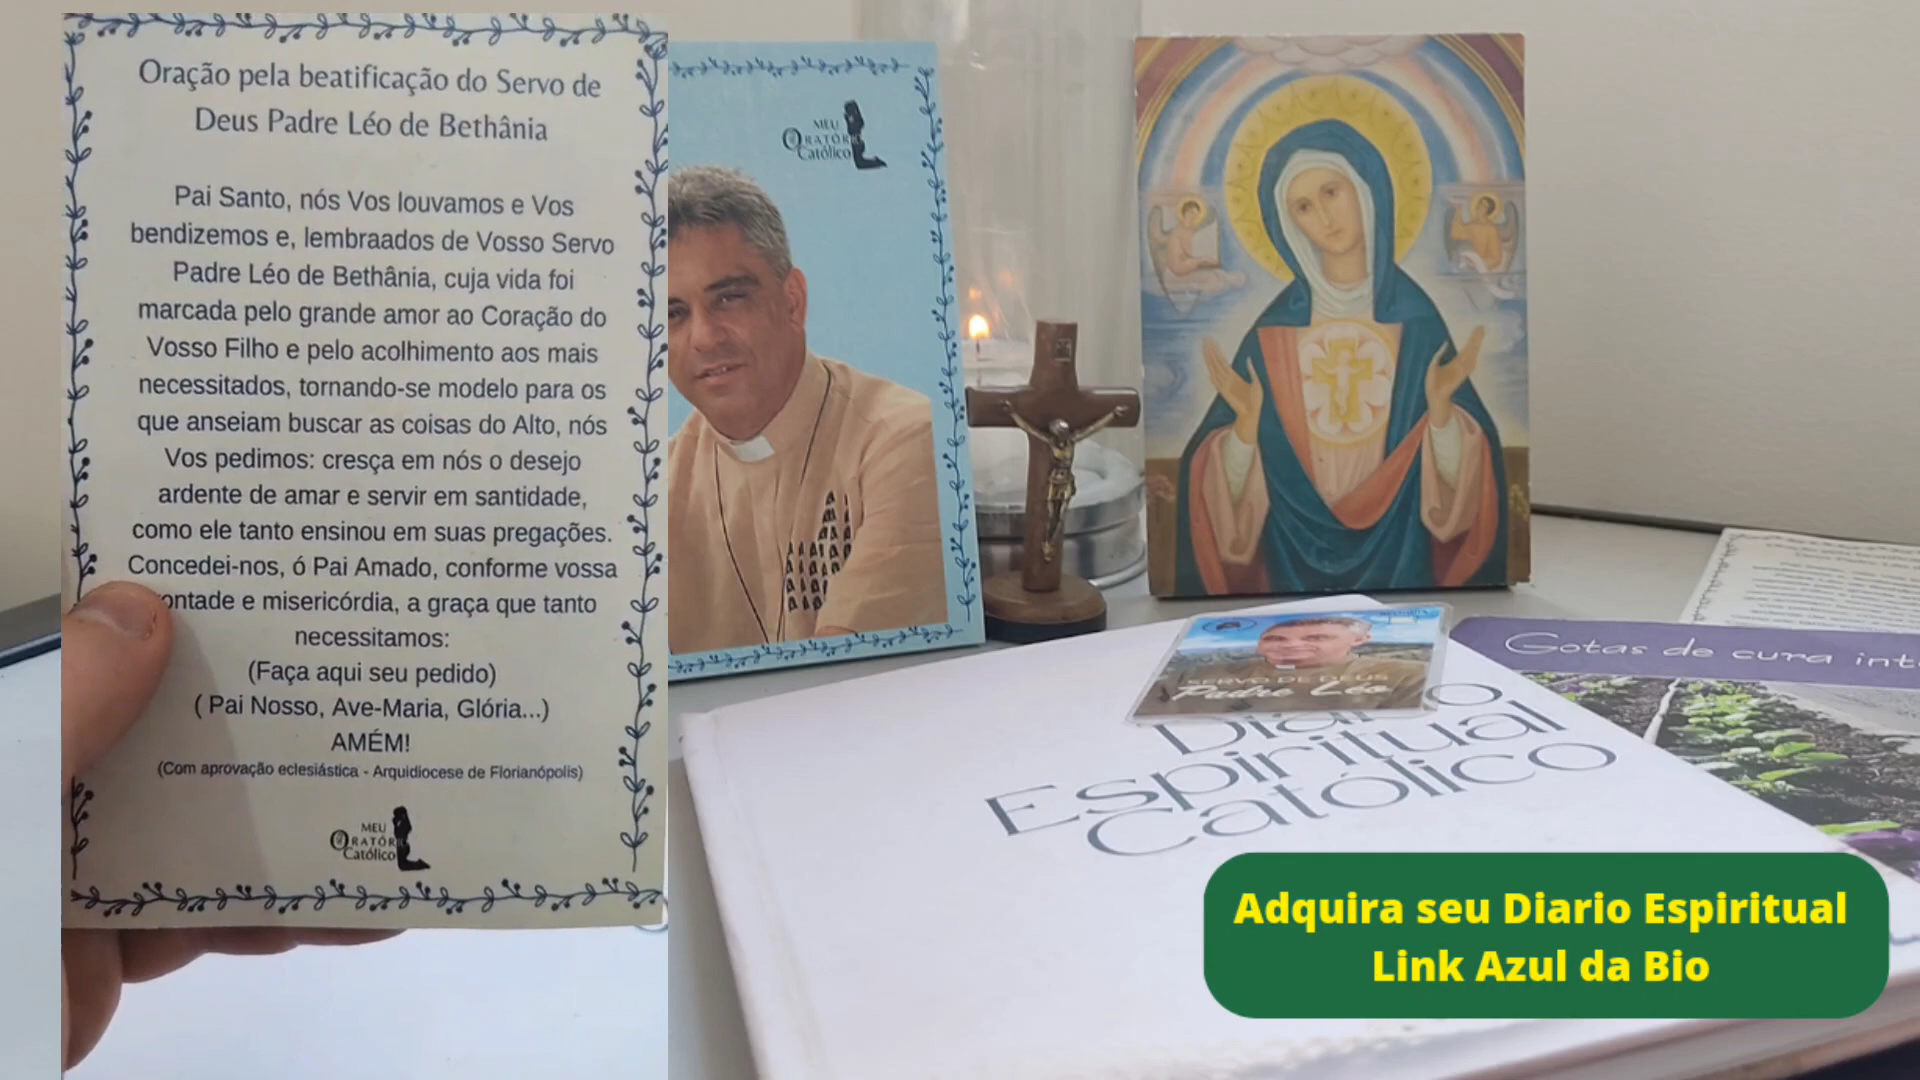 Oração pela beatificação do Servo de
Deus Padre Léo de Bethânia
Pai Santo, nós Vos louvamos e Vos
bendizemos e, lembraados de Vosso Servo
Padre Léo de Bethânia, cuja vida foi
marcada pelo grande amor ao Coração do
Vosso Filho e pelo acolhimento aos mais
necessitados, tornando-se modelo para os
que anseiam buscar as coisas do Alto, nós
Vos pedimos: cresça em nós o desejo
ardente de amar e servir em santidade,
como ele tanto ensinou em suas pregações.
Concedei-nos, ó Pai Amado, conforme vossa
ontade e misericórdia, a graça que tanto
necessitamos:
(Faça aqui seu pedido)
( Pai Nosso, Ave-Maria, Glória...)
AMÉM!
(Com aprovação eclesiástica - Arquidiocese de Florianópolis)
MEU
ORATÓR
Católico
MEU
ORATÓR
Católico
SERVO DE DEUS
Padre Léo
Diário
Espiritual
Católico
Gotas de cura inte
Adquira seu Diario Espiritual
Link Azul da Bio